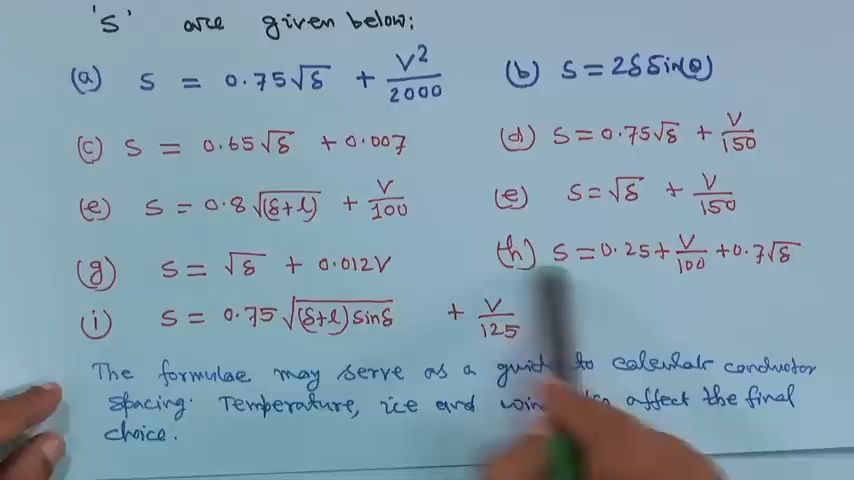 's' are given below:
(a) S = 0.75√δ + V²/2000 (b) S = 2δ Sin(θ)
(c) S = 0.65√δ + 0.007 (d) S = 0.75√δ + V/150
(e) S = 0.8√(δ+l) + V/100 (e) S = √δ + V/150
(g) S = √δ + 0.012V (h) S = 0.25 + V/100 + 0.7√δ
(i) S = 0.75√(δ+l) sinδ + V/125
The formulae may serve as a guide to calculate conductor
spacing. Temperature, ice and affect the final
choice.